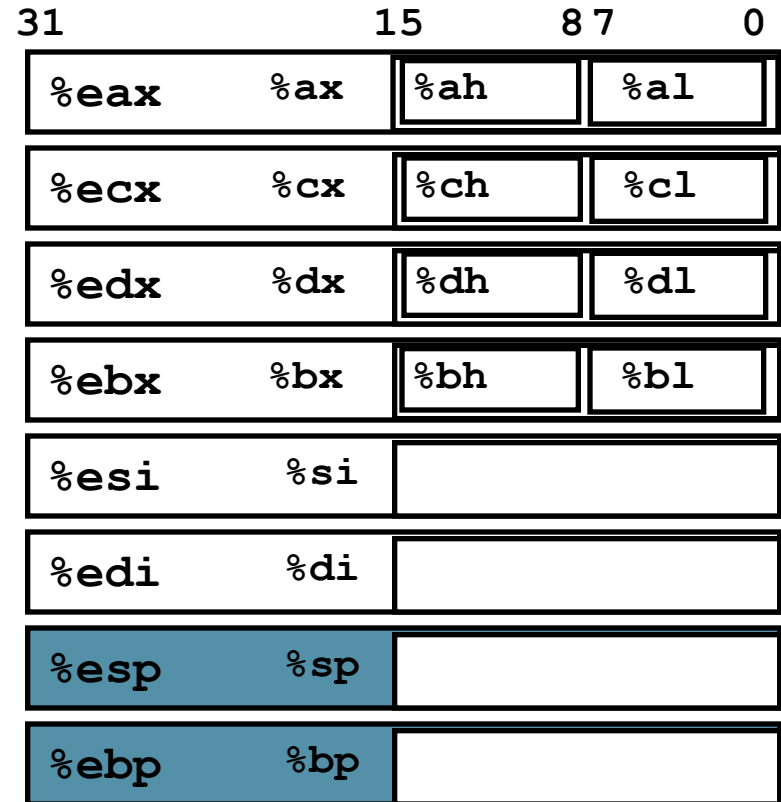 31 15 8 7 0
%eax %ax %ah %al
%ecx %cx %ch %cl
%edx %dx %dh %dl
%ebx %bx %bh %bl
%esi %si
%edi %di
%esp %sp
%ebp %bp